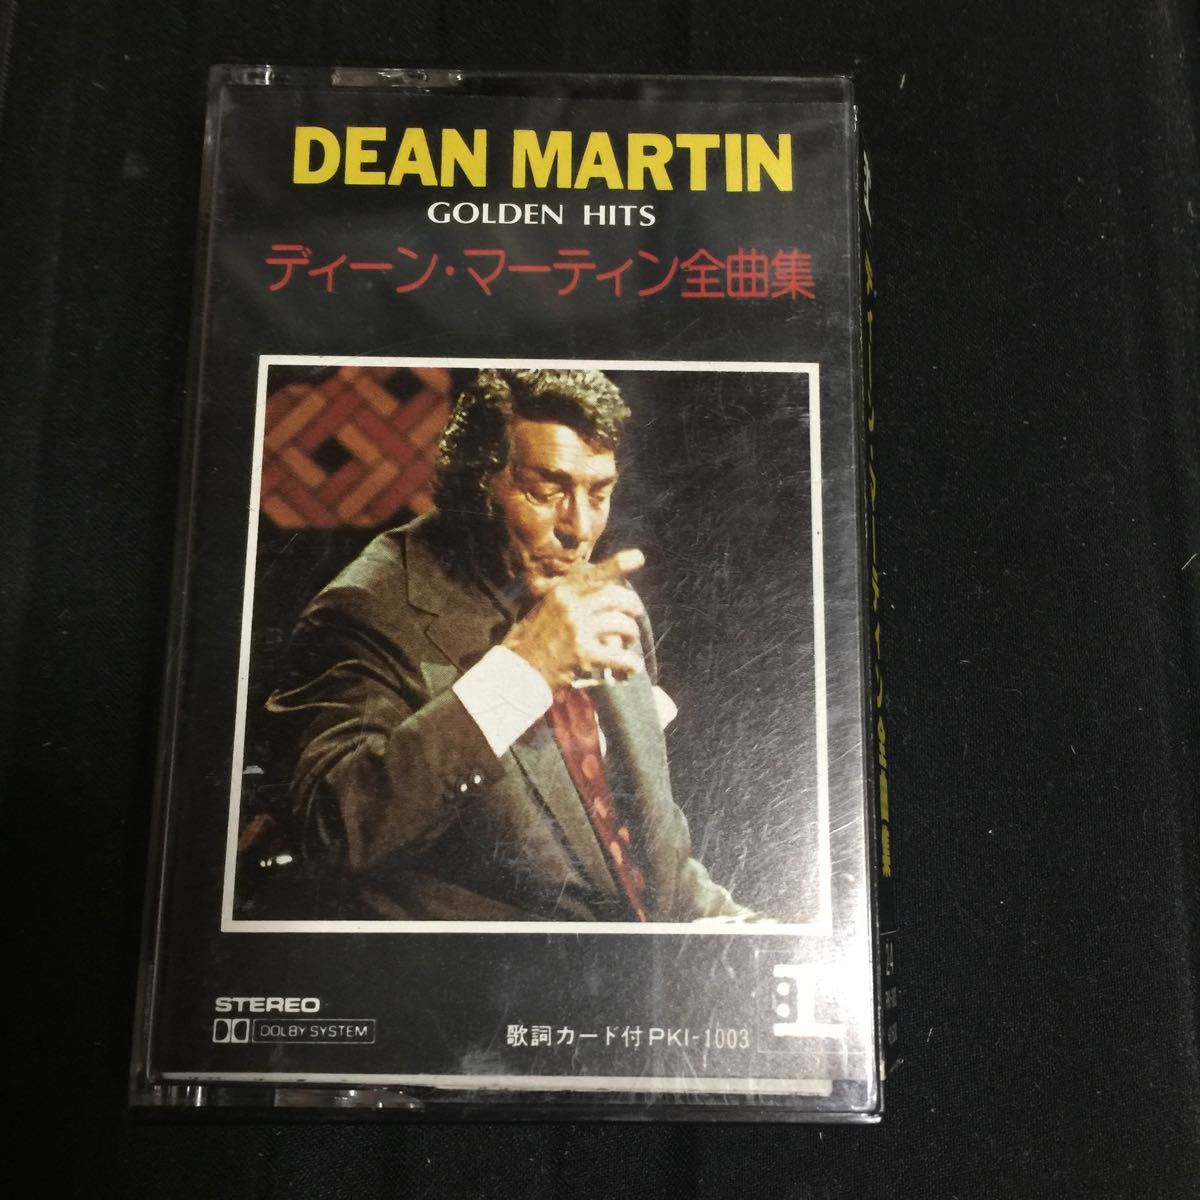 DEAN MARTIN
GOLDEN HITS
ディーン・マーティン全曲集
STEREO
DOLBY SYSTEM
歌詞カード付 PKI-1003